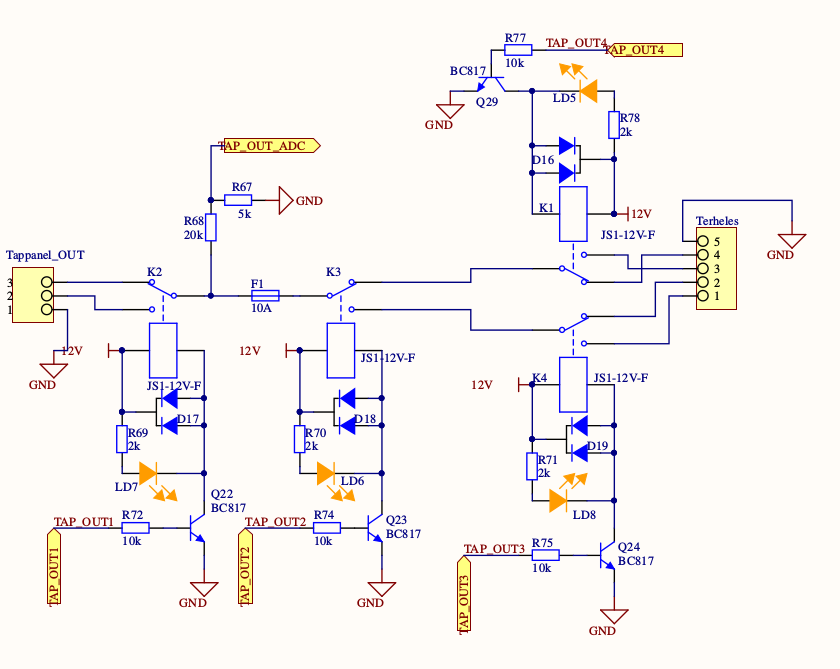 R77
TAP_OUT4
TAP_OUT4
10k
BC817
Q29
GND
LD5
R78
2k
D16
K1
12V
JS1-12V-F
TAP_OUT_ADC
R67
5k
GND
R68
20k
Terheles
5
4
3
2
1
GND
Tappanel_OUT
3
2
1
GND
K2
F1
10A
K3
12V
JS1-12V-F
D17
R69
2k
LD7
12V
JS1-12V-F
D18
R70
2k
LD6
12V
K4
JS1-12V-F
D19
R71
2k
LD8
Q22
BC817
TAP_OUT1
R72
10k
TAP_OUT1
GND
Q23
BC817
TAP_OUT2
R74
10k
TAP_OUT2
GND
Q24
BC817
TAP_OUT3
R75
10k
TAP_OUT3
GND